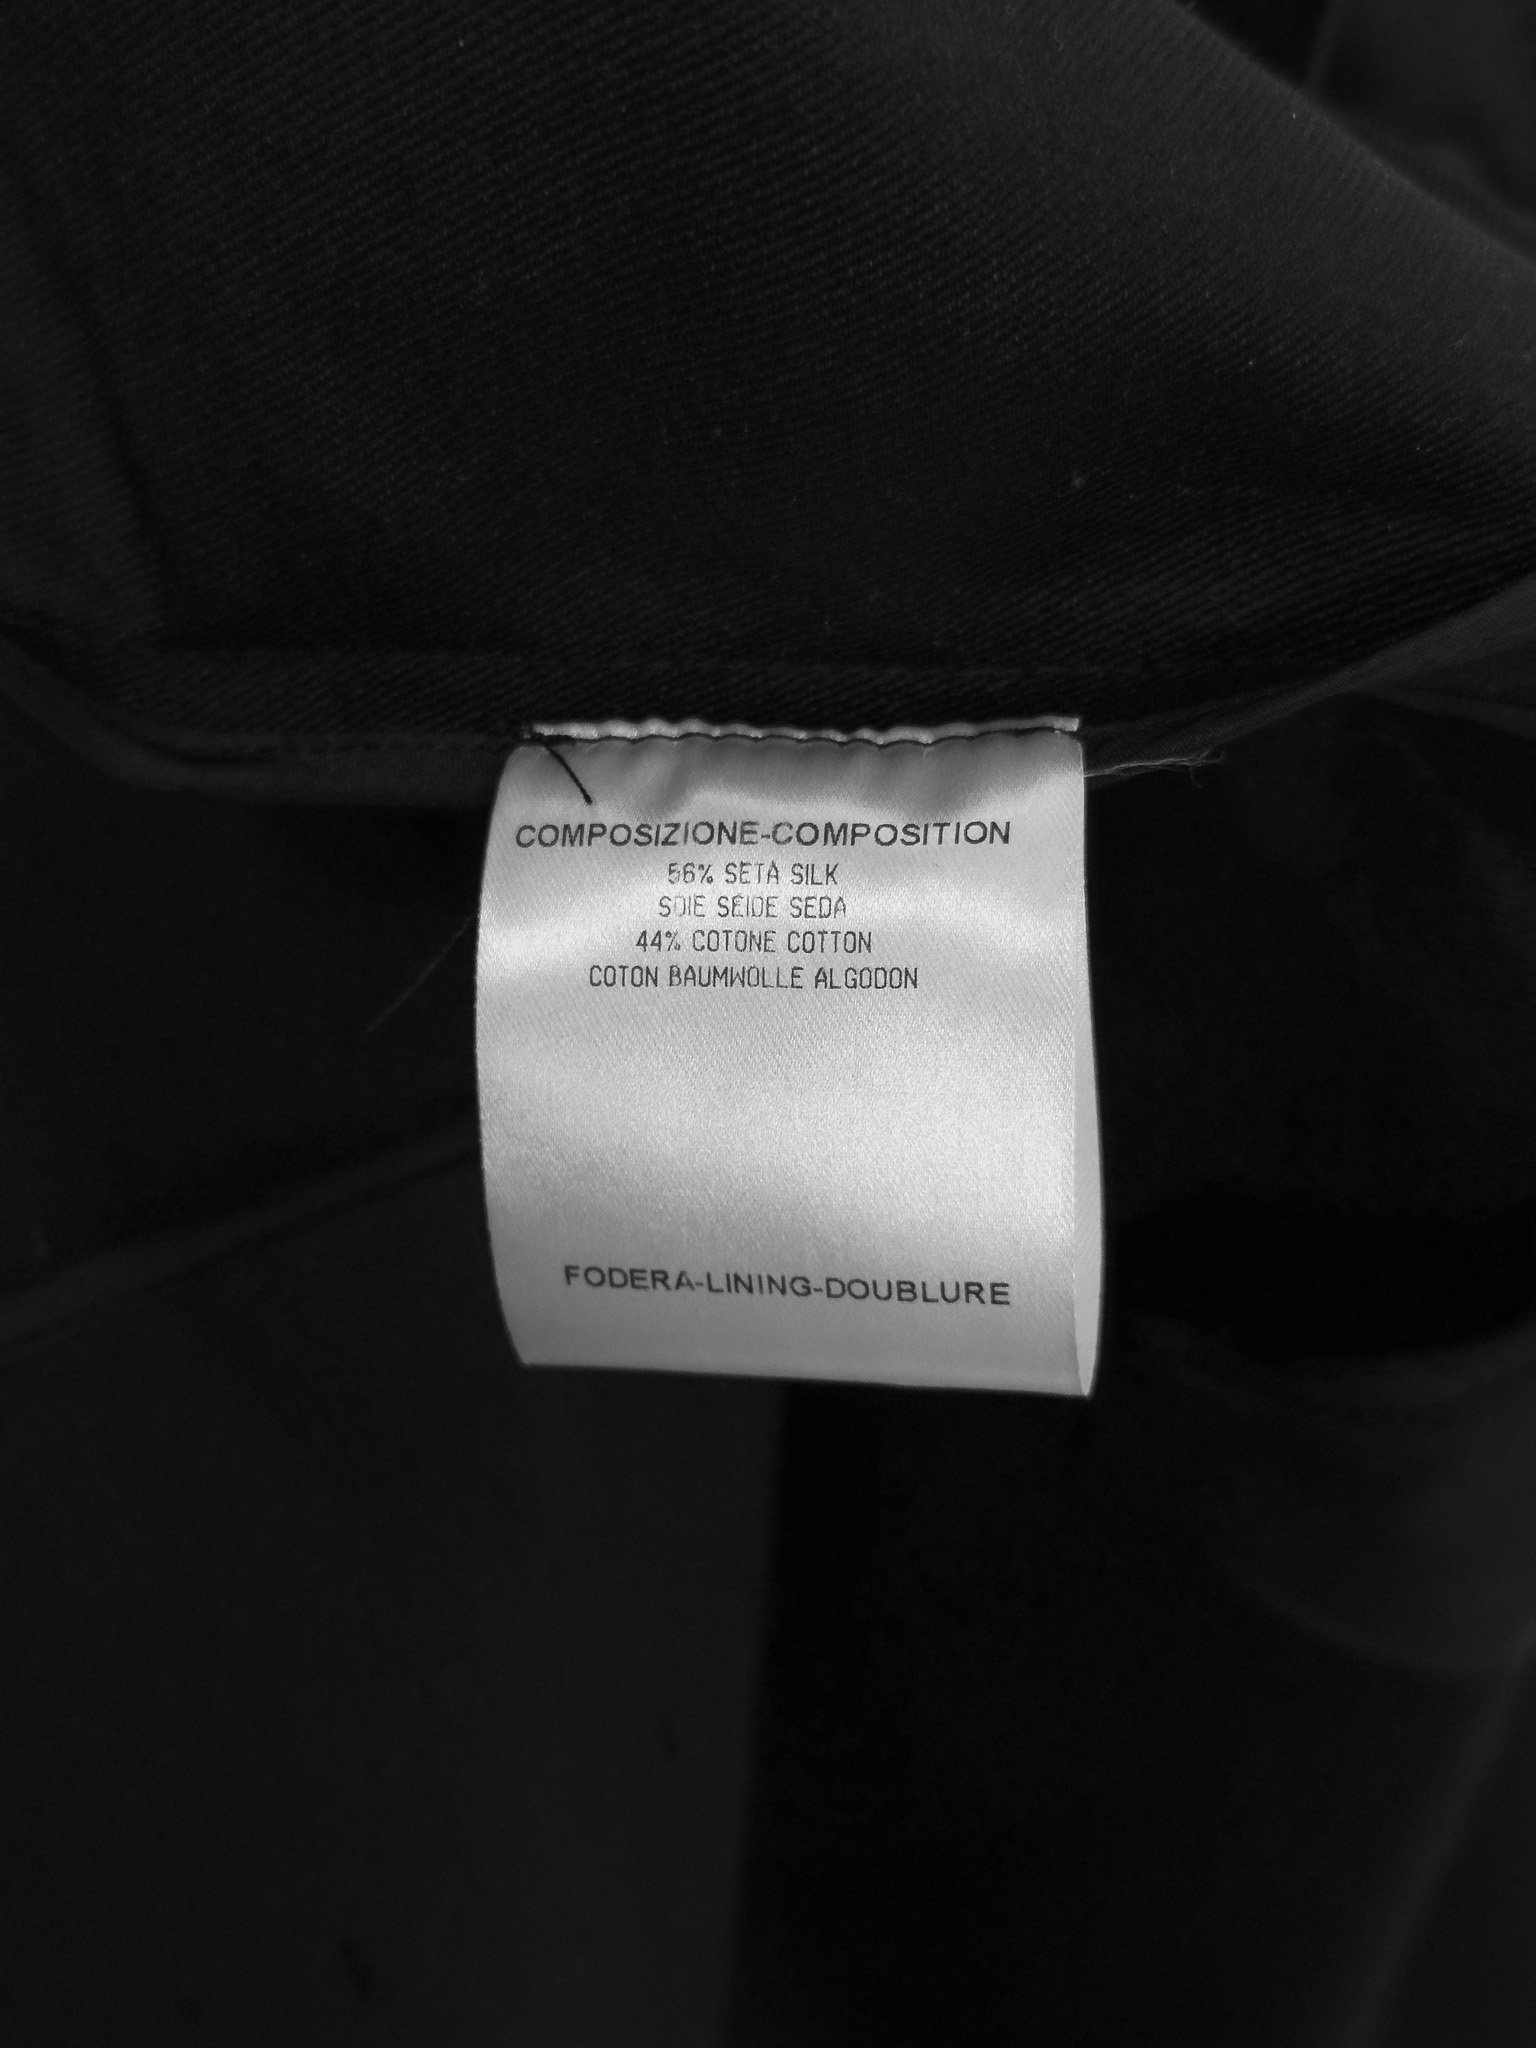 COMPOSIZIONE-COMPOSITION
56% SETA SILK
SOIE SEIDE SEDA
44% COTONE COTTON
COTON BAUMWOLLE ALGODON
FODERA-LINING-DOUBLURE